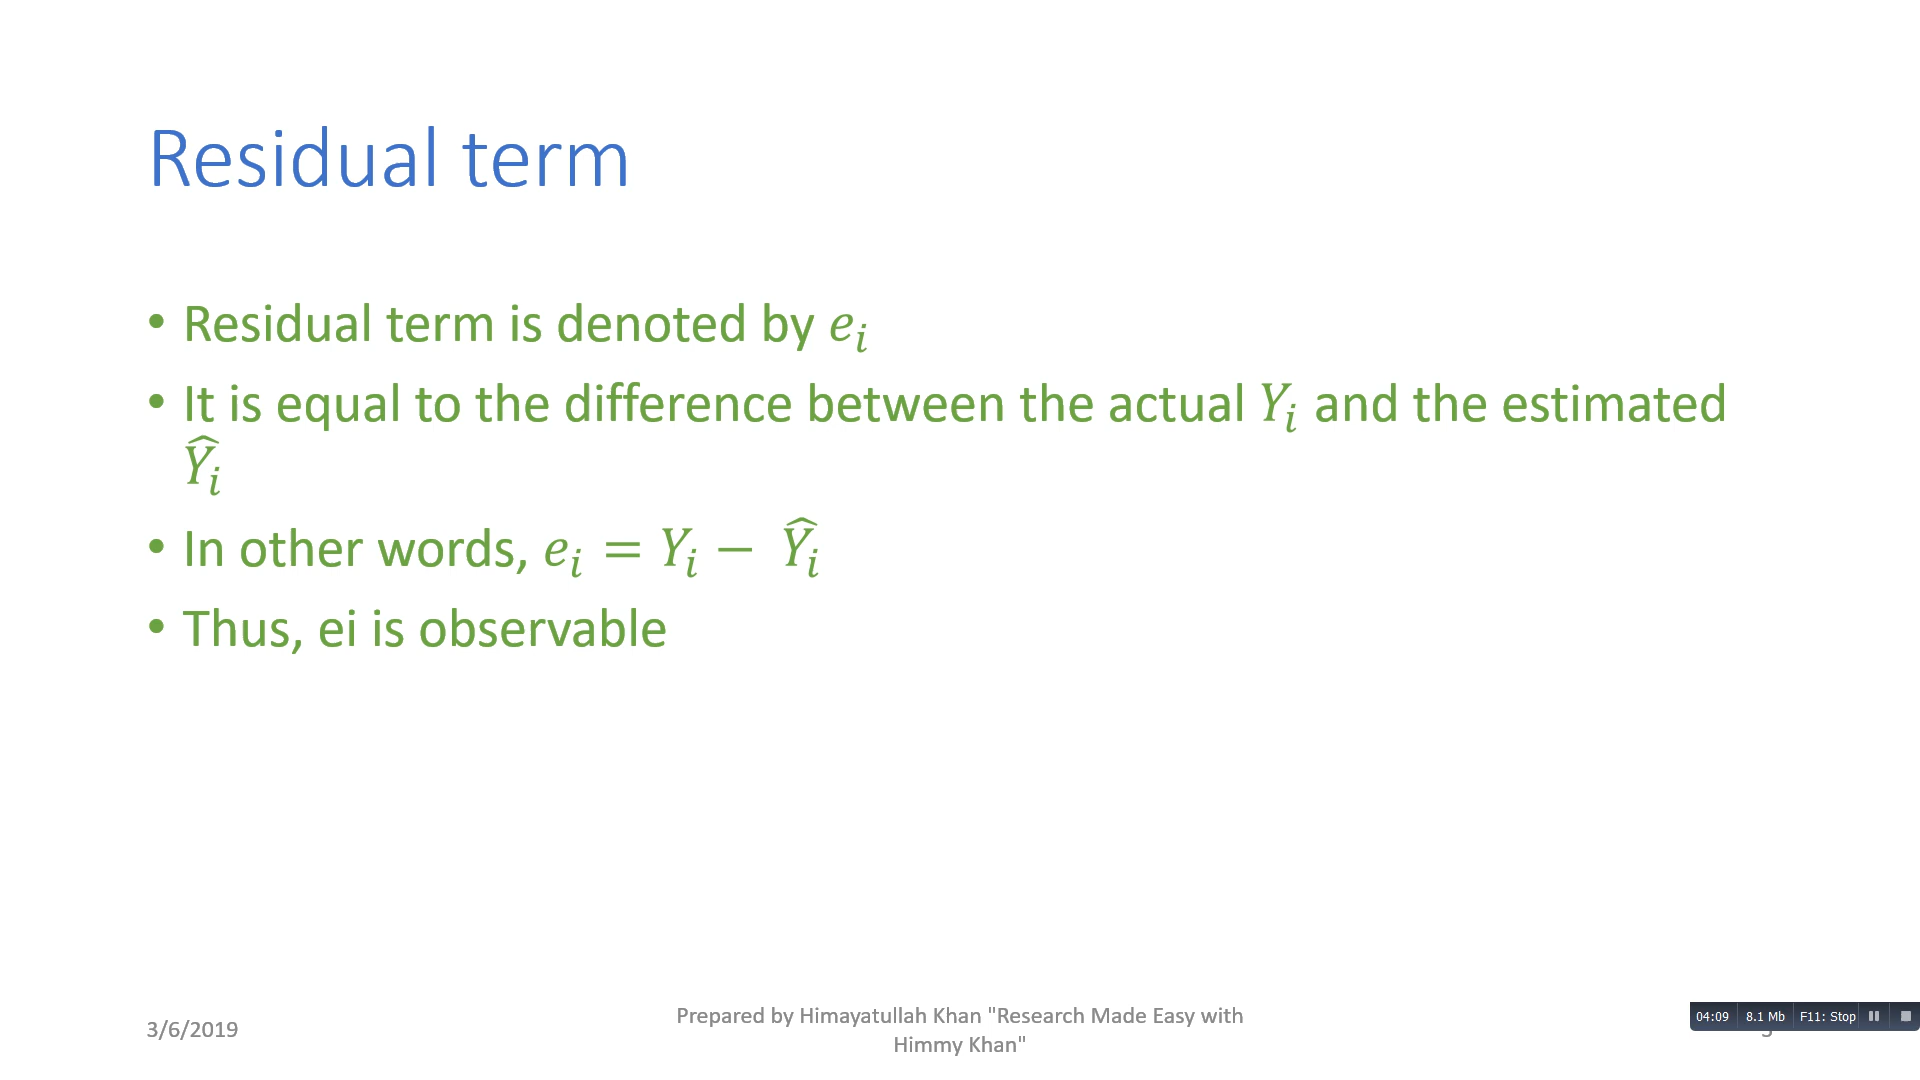 Residual term
• Residual term is denoted by eᵢ
• It is equal to the difference between the actual Yᵢ and the estimated
Ŷᵢ
• In other words, eᵢ = Yᵢ − Ŷᵢ
• Thus, ei is observable
3/6/2019
Prepared by Himayatullah Khan "Research Made Easy with
Himmy Khan"
04:09 8.1 Mb F11: Stop